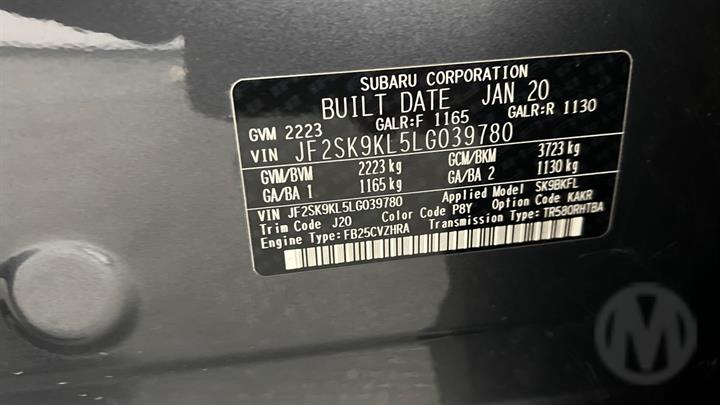 SUBARU CORPORATION
BUILT DATE JAN 20
GVM 2223 GALR:F 1165 GALR:R 1130
VIN JF2SK9KL5LG039780
GVM/BVM 2223 kg GCM/BKM 3723 kg
GA/BA 1 1165 kg GA/BA 2 1130 kg
VIN JF2SK9KL5LG039780 Applied Model SK9BKFL
Trim Code J20 Color Code P8Y Option Code KAKR
Engine Type:FB25CVZHRA Transmission Type:TR580RHTBA
M